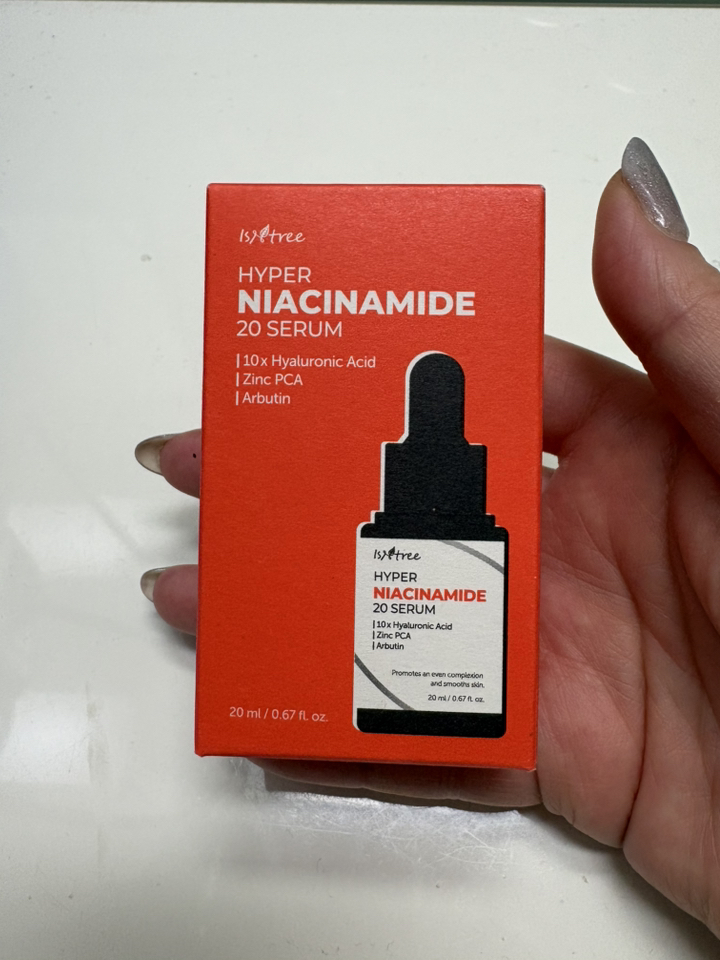 Isntree
HYPER
NIACINAMIDE
20 SERUM
10x Hyaluronic Acid
Zinc PCA
Arbutin
Isntree
HYPER
NIACINAMIDE
20 SERUM
10x Hyaluronic Acid
Zinc PCA
Arbutin
Promotes an even complexion
and smooths skin.
20 ml / 0.67 fl. oz.
20 ml / 0.67 fl. oz.